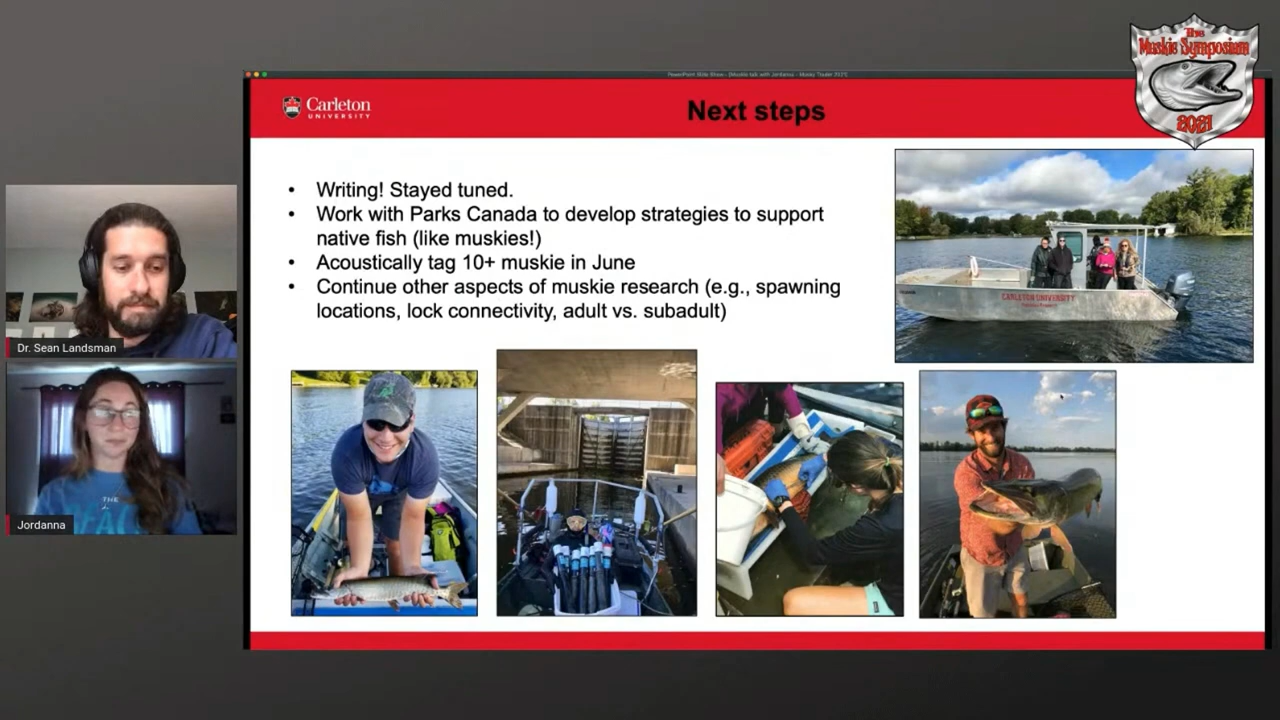 The
Muskie Symposium
2021
Carleton
UNIVERSITY
Next steps
• Writing! Stayed tuned.
• Work with Parks Canada to develop strategies to support
native fish (like muskies!)
• Acoustically tag 10+ muskie in June
• Continue other aspects of muskie research (e.g., spawning
locations, lock connectivity, adult vs. subadult)
Dr. Sean Landsman
Jordanna
THE
CARLETON UNIVERSITY